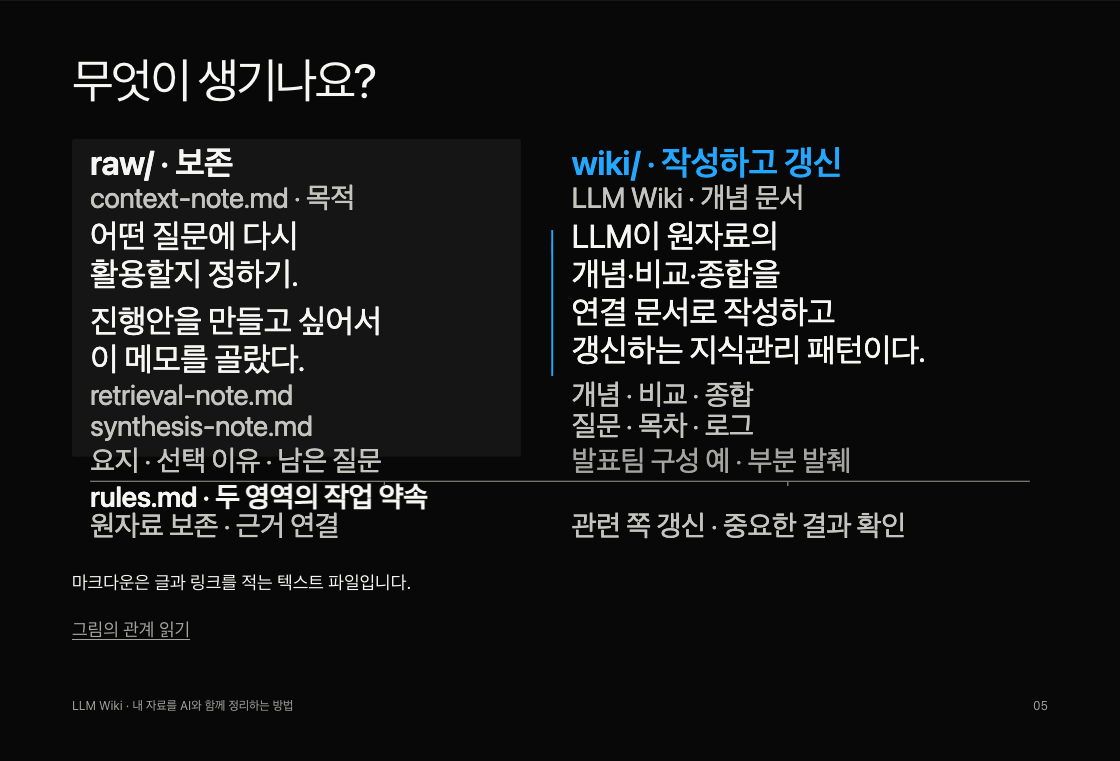 무엇이 생기나요?
raw/ · 보존
context-note.md · 목적
어떤 질문에 다시
활용할지 정하기.
진행안을 만들고 싶어서
이 메모를 골랐다.
retrieval-note.md
synthesis-note.md
요지 · 선택 이유 · 남은 질문
wiki/ · 작성하고 갱신
LLM Wiki · 개념 문서
LLM이 원자료의
개념·비교·종합을
연결 문서로 작성하고
갱신하는 지식관리 패턴이다.
개념 · 비교 · 종합
질문 · 목차 · 로그
발표팀 구성 예 · 부분 발췌
rules.md · 두 영역의 작업 약속
원자료 보존 · 근거 연결
관련 쪽 갱신 · 중요한 결과 확인
마크다운은 글과 링크를 적는 텍스트 파일입니다.
그림의 관계 읽기
LLM Wiki · 내 자료를 AI와 함께 정리하는 방법
05